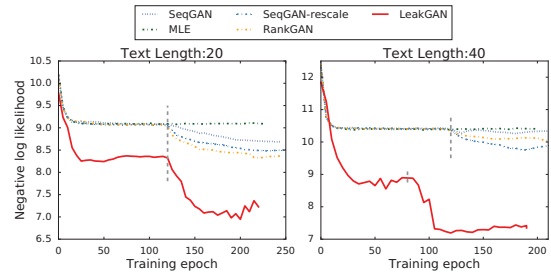 SeqGAN SeqGAN-rescale LeakGAN
MLE RankGAN
Text Length:20 Text Length:40
Negative log likelihood
10.5
10.0
9.5
9.0
8.5
8.0
7.5
7.0
6.5
0 50 100 150 200 250
Training epoch
12
11
10
9
8
7
0 50 100 150 200
Training epoch